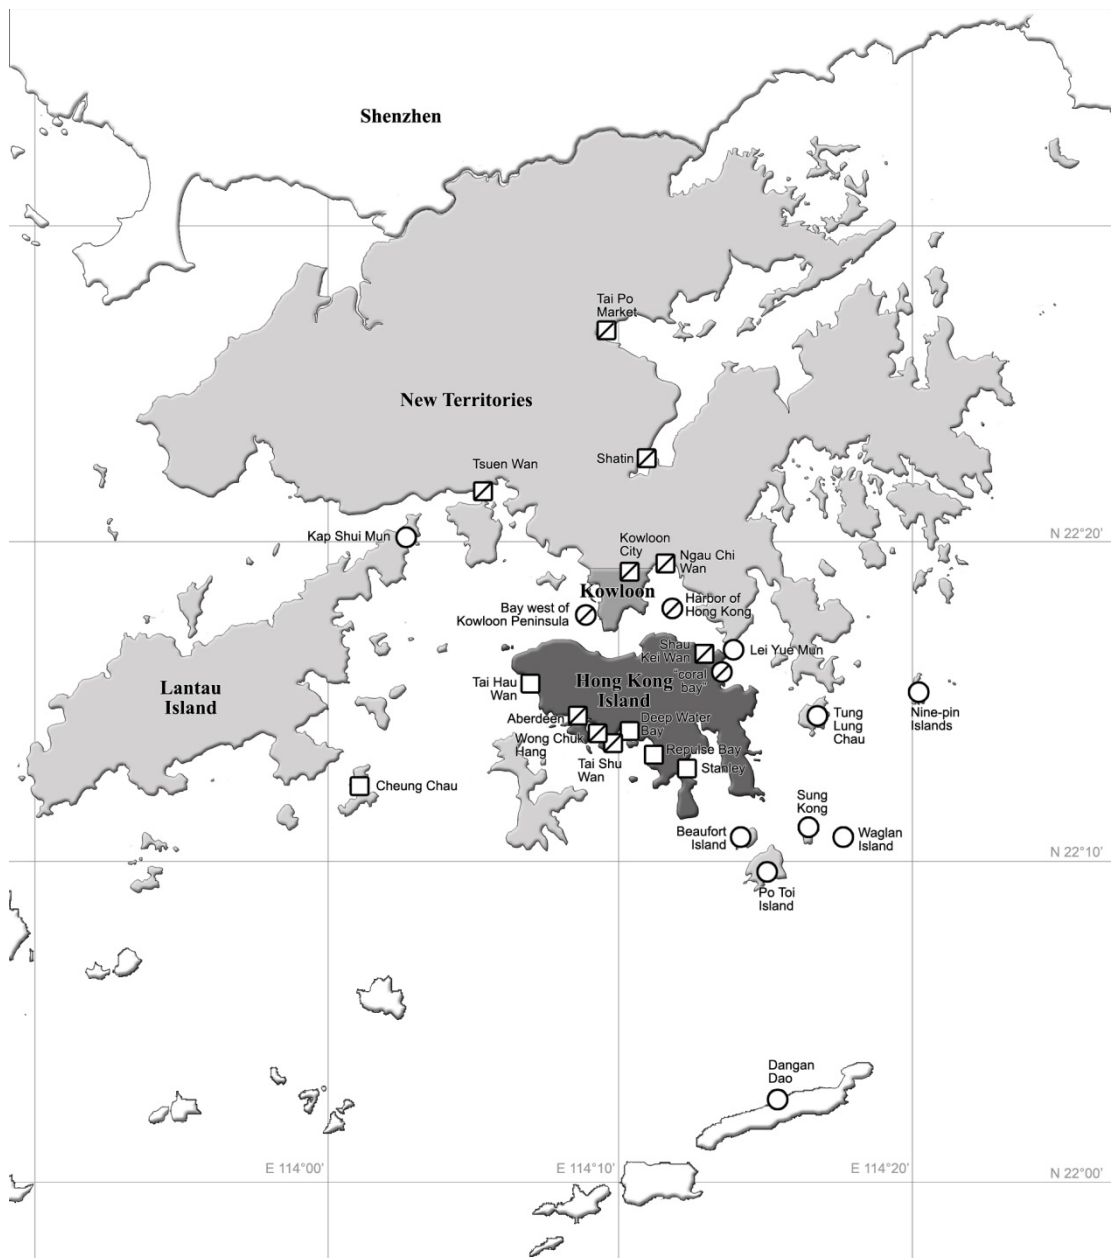 Shenzhen
Tai Po
Market
New Territories
Tsuen Wan
Shatin
Kap Shui Mun
N 22°20'
Kowloon
City
Ngau Chi
Wan
Kowloon
Bay west of
Kowloon Peninsula
Harbor of
Hong Kong
Shau
Kei Wan
Lei Yue Mun
"coral
bay"
Lantau
Island
Tai Hau
Wan
Hong Kong
Island
Aberdeen
Deep Water
Bay
Tung
Lung
Chau
Nine-pin
Islands
Wong Chuk
Hang
Repulse Bay
Tai Shu
Wan
Stanley
Cheung Chau
Sung
Kong
Beaufort
Island
Waglan
Island
N 22°10'
Po Toi
Island
Dangan
Dao
E 114°00'
E 114°10'
E 114°20'
N 22°00'